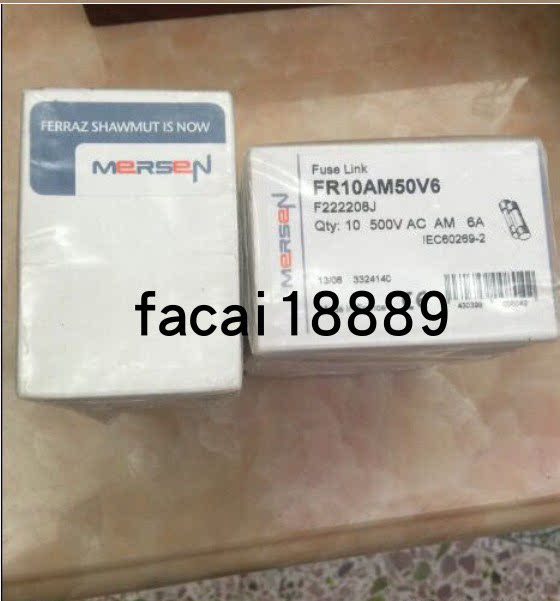 FERRAZ SHAWMUT IS NOW
MERSEN
MERSEN
Fuse Link
FR10AM50V6
F222208J
Qty: 10 500V AC AM 6A
IEC60269-2
13/06 3324140
facai18889